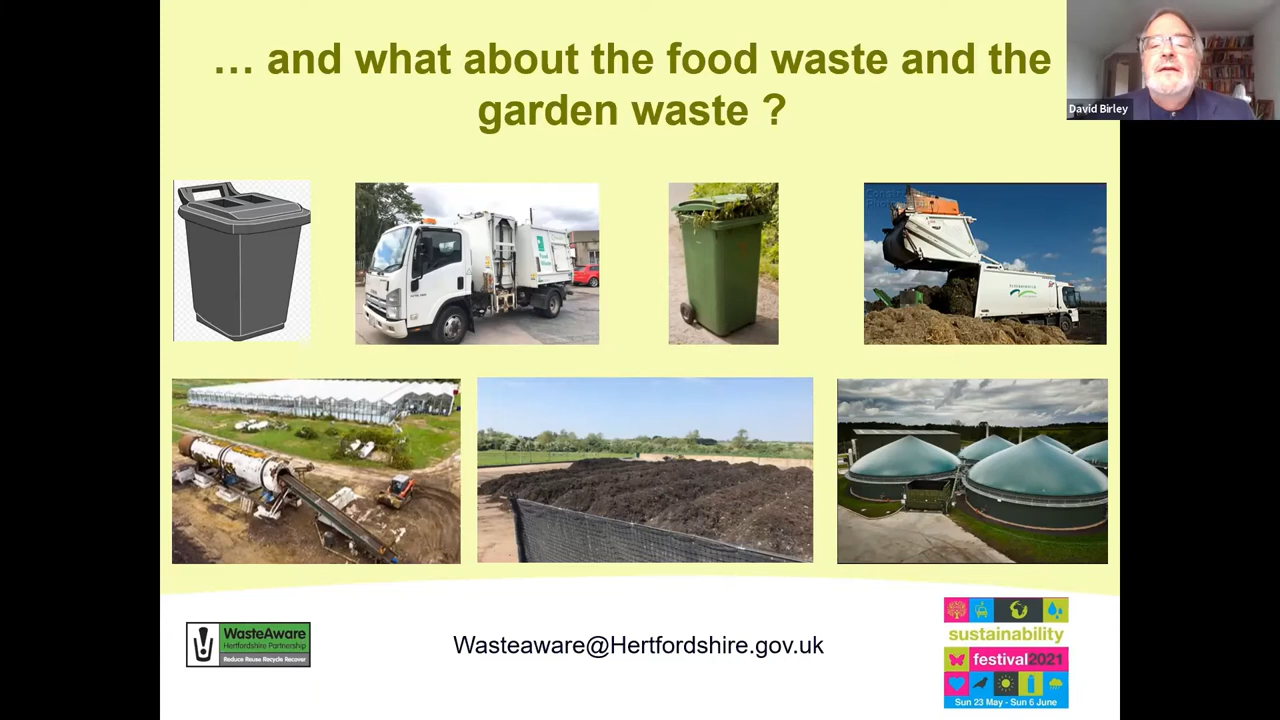 … and what about the food waste and the
garden waste ?
David Birley
WasteAware
Hertfordshire Partnership
Reduce Reuse Recycle Recover
Wasteaware@Hertfordshire.gov.uk
sustainability
festival2021
Sun 23 May - Sun 6 June